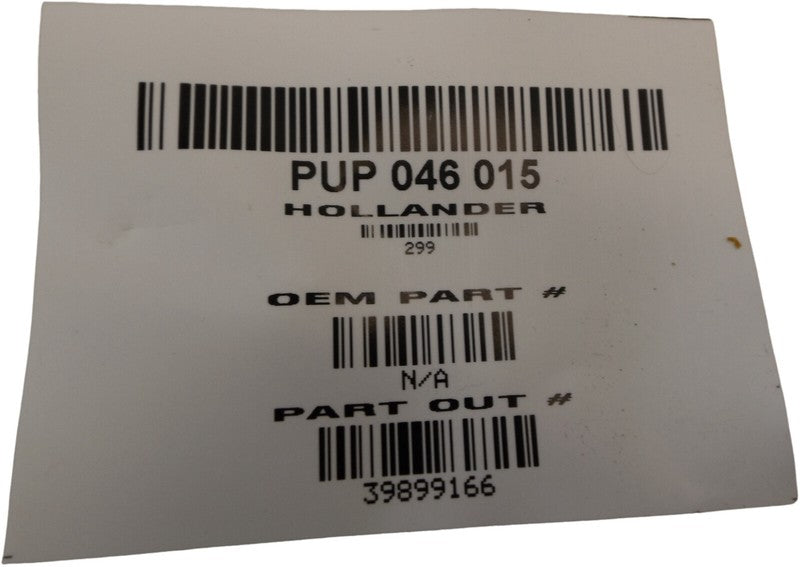 PUP 046 015
HOLLANDER
299
OEM PART #
N/A
PART OUT #
39899166